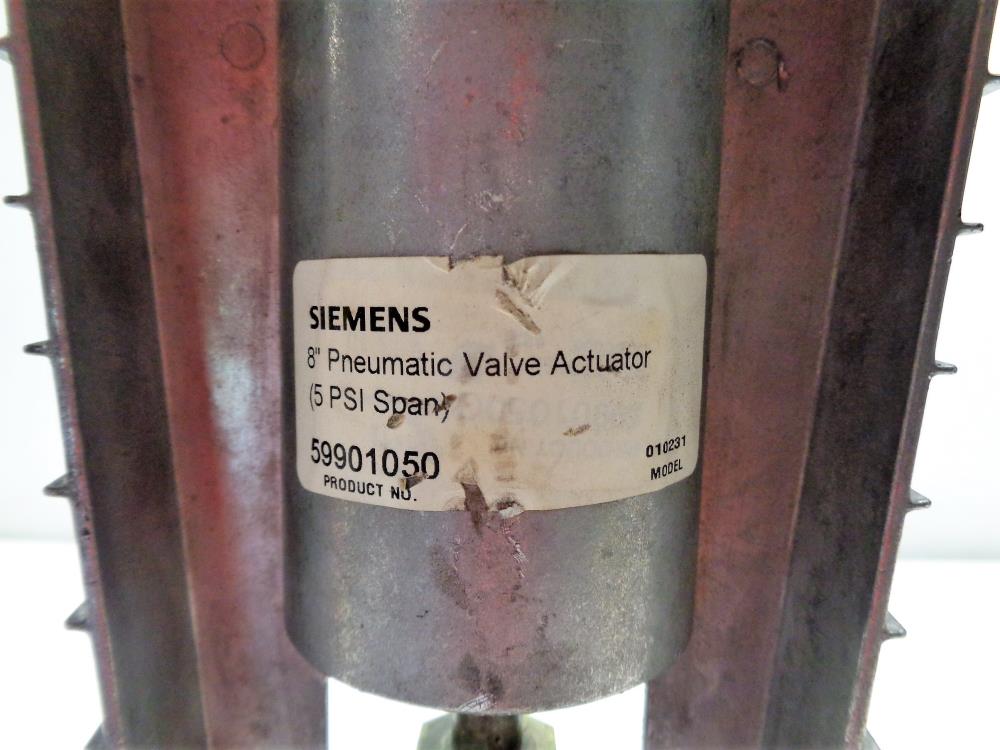 SIEMENS
8" Pneumatic Valve Actuator
(5 PSI Span)
59901050
PRODUCT NO.
010231
MODEL